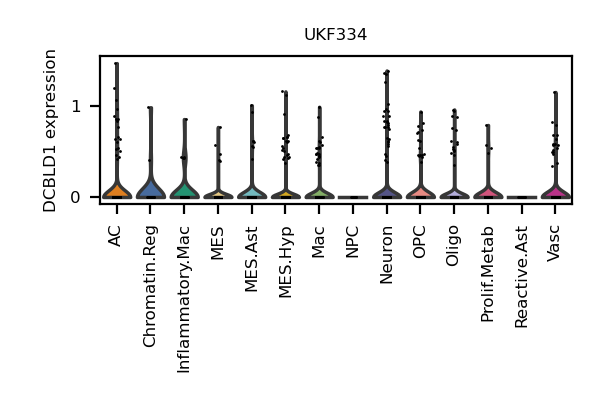 UKF334
DCBLD1 expression
1
0
AC
Chromatin.Reg
Inflammatory.Mac
MES
MES.Ast
MES.Hyp
Mac
NPC
Neuron
OPC
Oligo
Prolif.Metab
Reactive.Ast
Vasc